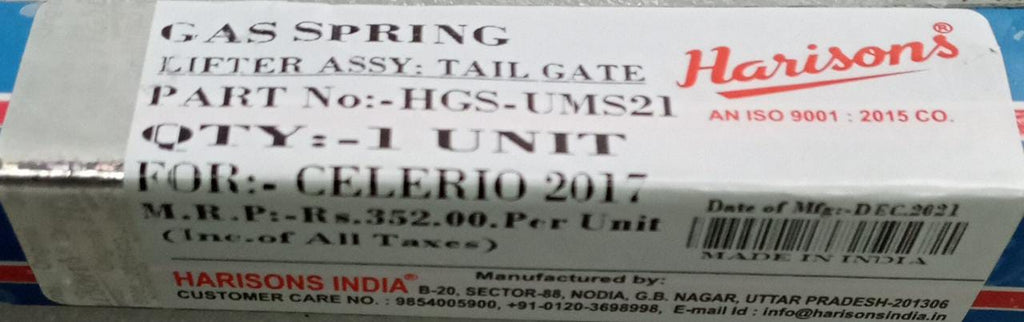 GAS SPRING
LIFTER ASSY: TAIL GATE
PART No:-HGS-UMS21
QTY:-1 UNIT
FOR:- CELERIO 2017
M.R.P:-Rs.352.00.Per Unit
(Inc.of All Taxes)
Harisons®
AN ISO 9001 : 2015 CO.
Date of Mfg:-DEC.2021
MADE IN INDIA
Manufactured by:
HARISONS INDIA® B-20, SECTOR-88, NODIA, G.B. NAGAR, UTTAR PRADESH-201306
CUSTOMER CARE NO. : 9854005900, +91-0120-3698998, E-mail Id : info@harisonsindia.in